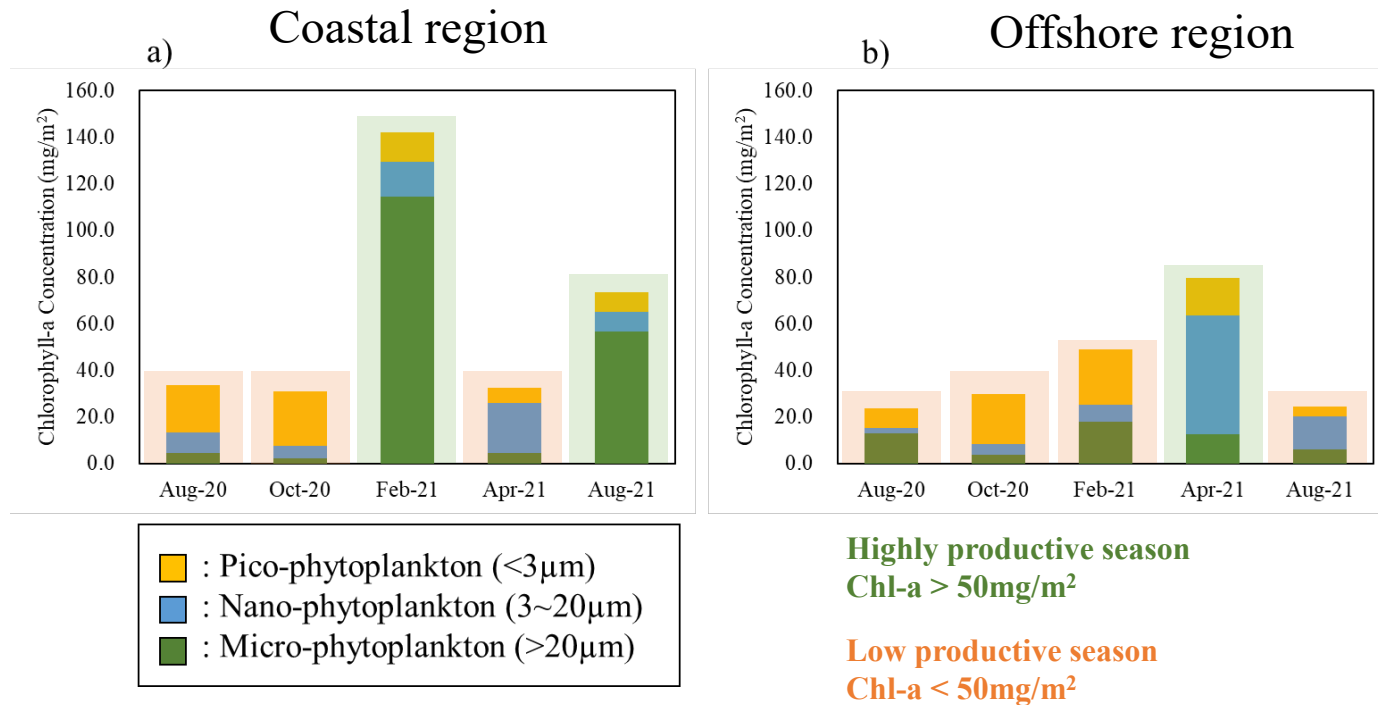 Coastal region
a)
Chlorophyll-a Concentration (mg/m²)
160.0
140.0
120.0
100.0
80.0
60.0
40.0
20.0
0.0
Aug-20 Oct-20 Feb-21 Apr-21 Aug-21
Offshore region
b)
Chlorophyll-a Concentration (mg/m²)
160.0
140.0
120.0
100.0
80.0
60.0
40.0
20.0
0.0
Aug-20 Oct-20 Feb-21 Apr-21 Aug-21
: Pico-phytoplankton (<3µm)
: Nano-phytoplankton (3~20µm)
: Micro-phytoplankton (>20µm)
Highly productive season
Chl-a > 50mg/m²
Low productive season
Chl-a < 50mg/m²